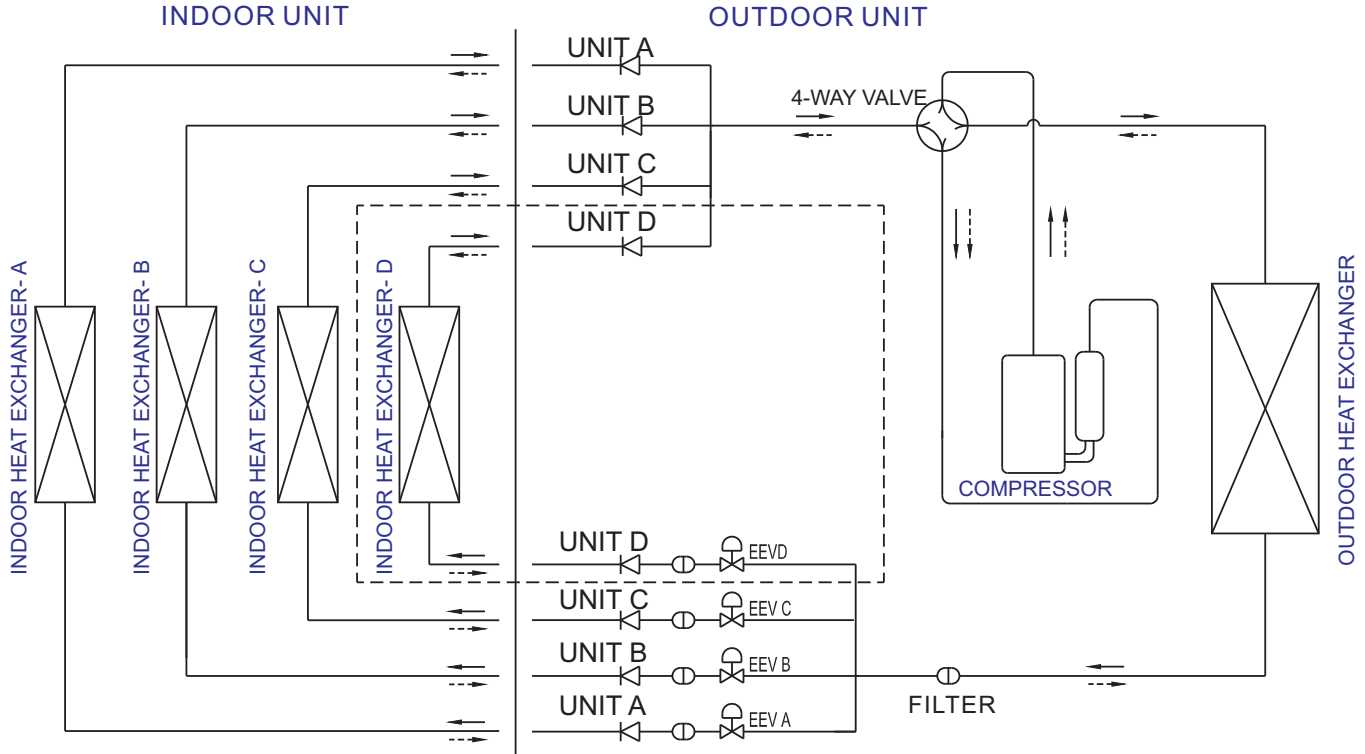 INDOOR UNIT
OUTDOOR UNIT
UNIT A
4-WAY VALVE
UNIT B
UNIT C
UNIT D
INDOOR HEAT EXCHANGER- A
INDOOR HEAT EXCHANGER- B
INDOOR HEAT EXCHANGER- C
INDOOR HEAT EXCHANGER- D
OUTDOOR HEAT EXCHANGER
COMPRESSOR
UNIT D
EEVD
UNIT C
EEV C
UNIT B
EEV B
UNIT A
EEV A
FILTER